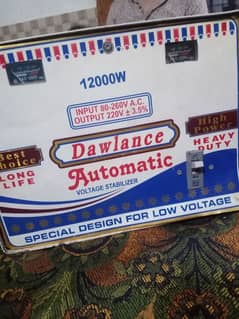 12000W
INPUT 80-260V A.C.
OUTPUT 220V ± 3.5%
Best Choice
LONG LIFE
Dawlance
Automatic
VOLTAGE STABILIZER
High Power
HEAVY DUTY
SPECIAL DESIGN FOR LOW VOLTAGE